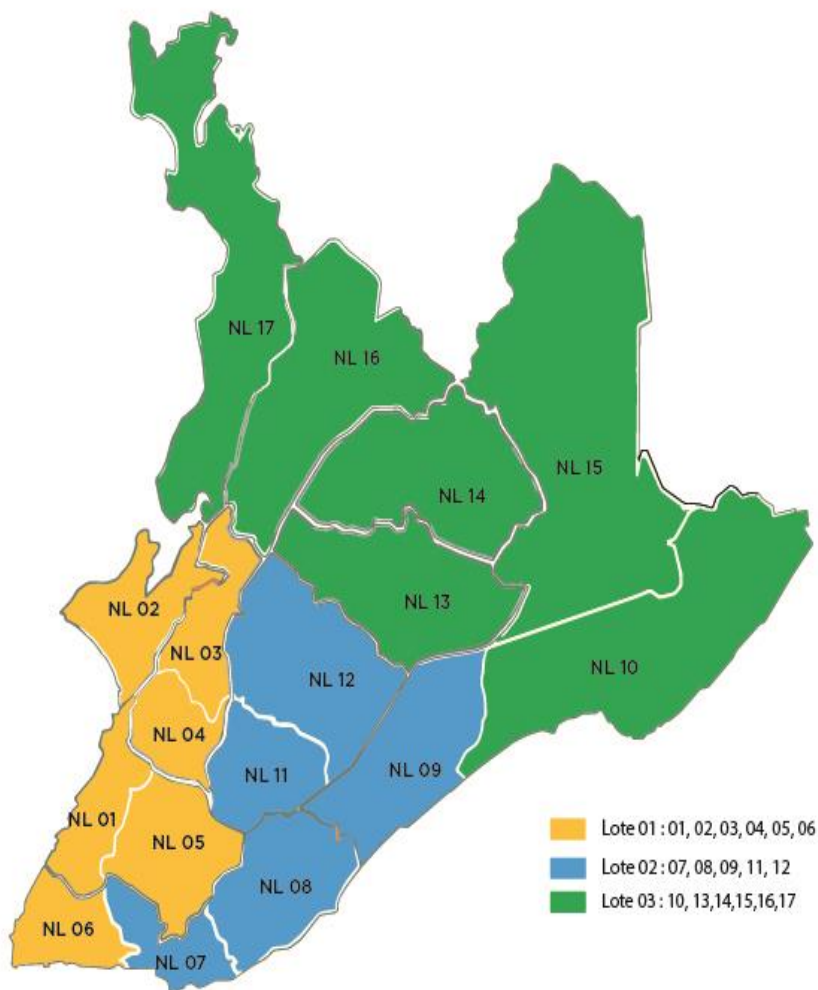 NL 17
NL 16
NL 15
NL 14
NL 13
NL 02
NL 03
NL 10
NL 12
NL 04
NL 11
NL 09
NL 01
NL 05
NL 08
NL 06
NL 07
Lote 01 : 01, 02, 03, 04, 05, 06
Lote 02 : 07, 08, 09, 11, 12
Lote 03 : 10, 13,14,15,16,17